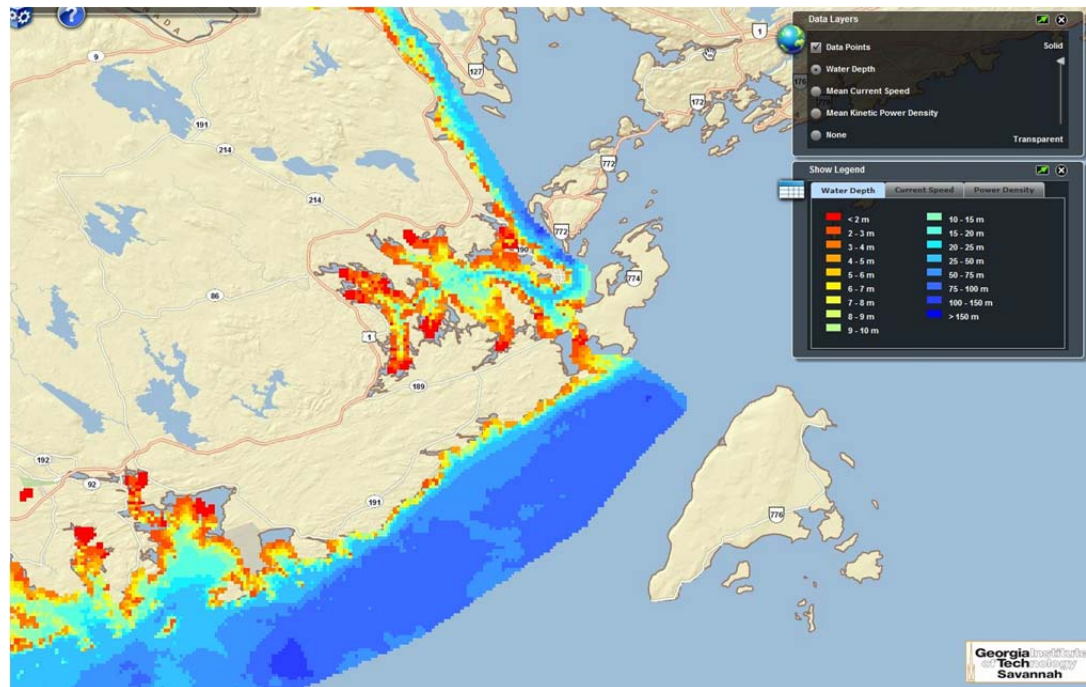 ?
A D A
9
191
214
214
86
1
189
191
192
92
127
1
172
176
772
772
772
190
774
776
Data Layers
Data Points
Solid
Water Depth
Mean Current Speed
Mean Kinetic Power Density
None
Transparent
Show Legend
Water Depth
Current Speed
Power Density
< 2 m
2 - 3 m
3 - 4 m
4 - 5 m
5 - 6 m
6 - 7 m
7 - 8 m
8 - 9 m
9 - 10 m
10 - 15 m
15 - 20 m
20 - 25 m
25 - 50 m
50 - 75 m
75 - 100 m
100 - 150 m
> 150 m
Georgia Institute
of Technology
Savannah